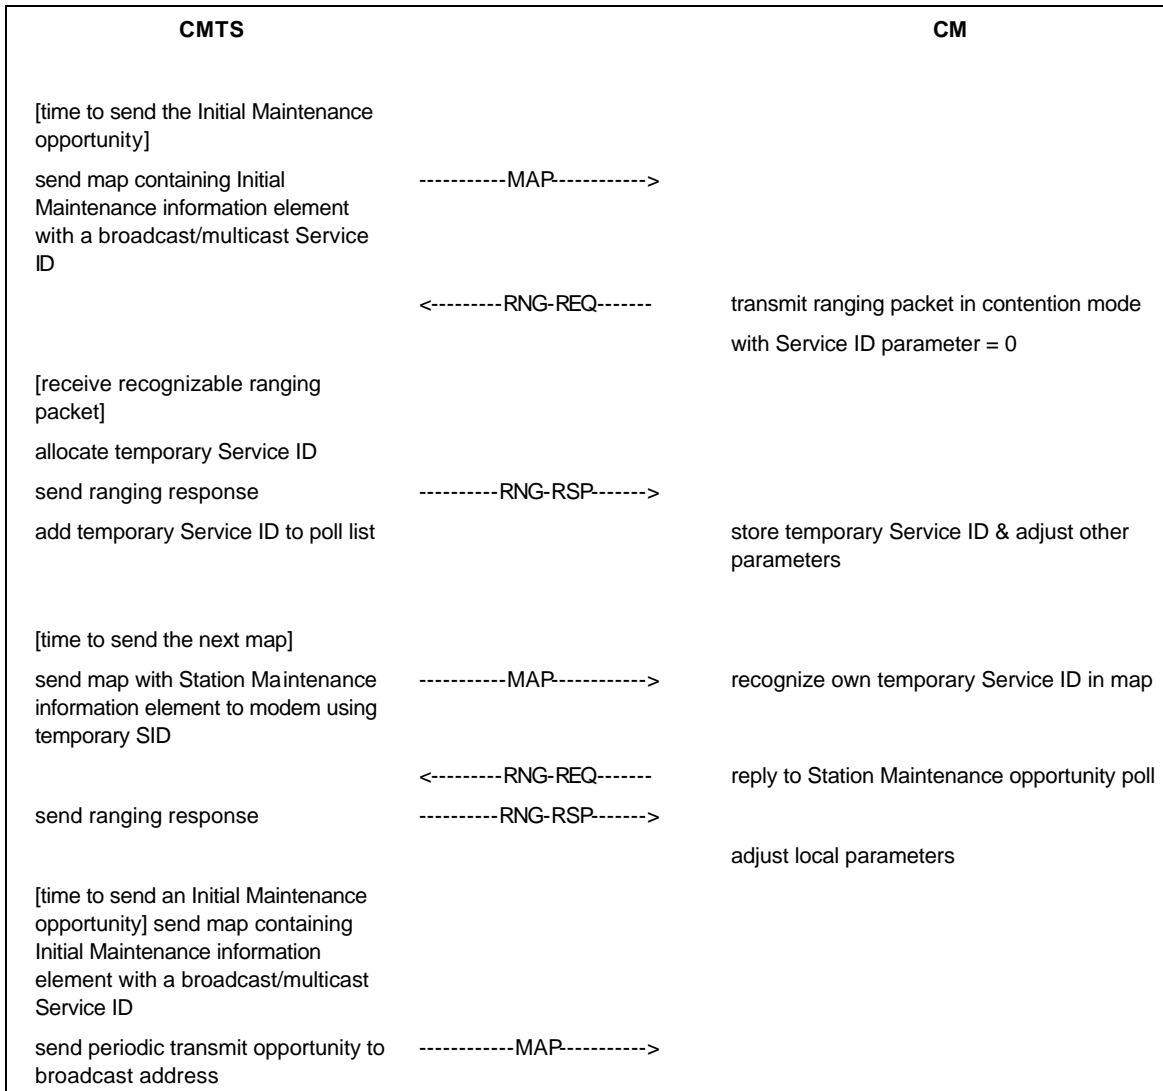 CMTS CM
[time to send the Initial Maintenance
opportunity]
send map containing Initial -----------MAP------------>
Maintenance information element
with a broadcast/multicast Service
ID
<---------RNG-REQ------- transmit ranging packet in contention mode
with Service ID parameter = 0
[receive recognizable ranging
packet]
allocate temporary Service ID
send ranging response ----------RNG-RSP------->
add temporary Service ID to poll list store temporary Service ID & adjust other
parameters
[time to send the next map]
send map with Station Maintenance -----------MAP------------> recognize own temporary Service ID in map
information element to modem using
temporary SID
<---------RNG-REQ------- reply to Station Maintenance opportunity poll
send ranging response ----------RNG-RSP------->
adjust local parameters
[time to send an Initial Maintenance
opportunity] send map containing
Initial Maintenance information
element with a broadcast/multicast
Service ID
send periodic transmit opportunity to ------------MAP----------->
broadcast address